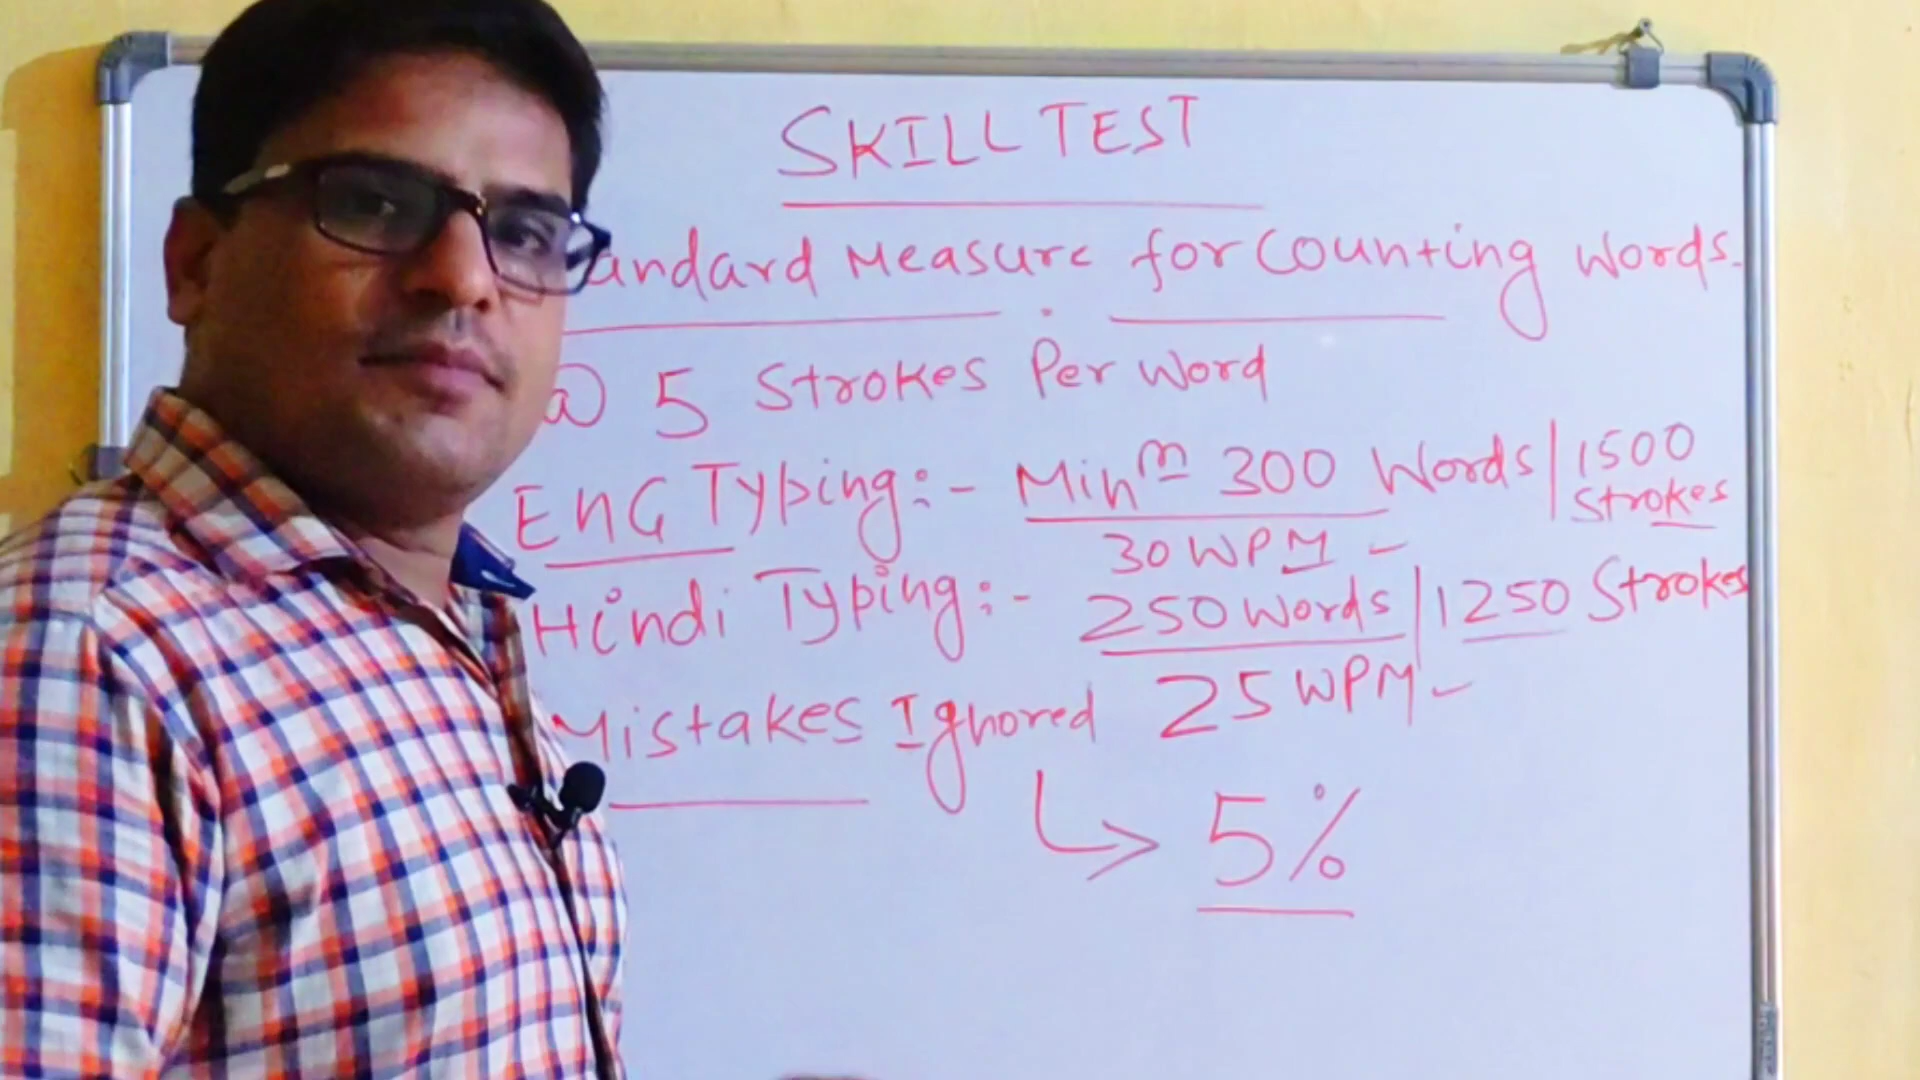 SKILL TEST
andard Measure for Counting Words.
@ 5 Strokes Per Word
ENG Typing:- Minᵐ 300 Words | 1500 Strokes
30 WPM -
Hindi Typing:- 250 Words | 1250 Strokes
25 WPM -
Mistakes Ignored
5%